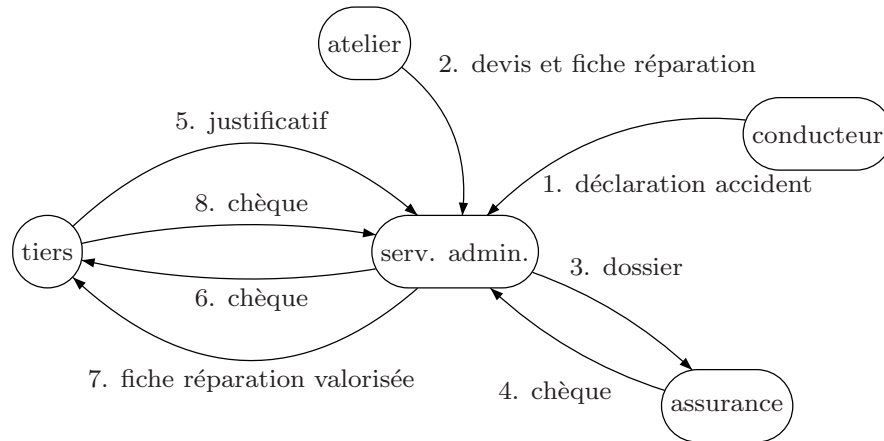 atelier
2. devis et fiche réparation
5. justificatif
conducteur
1. déclaration accident
8. chèque
tiers
serv. admin.
3. dossier
6. chèque
7. fiche réparation valorisée
4. chèque
assurance